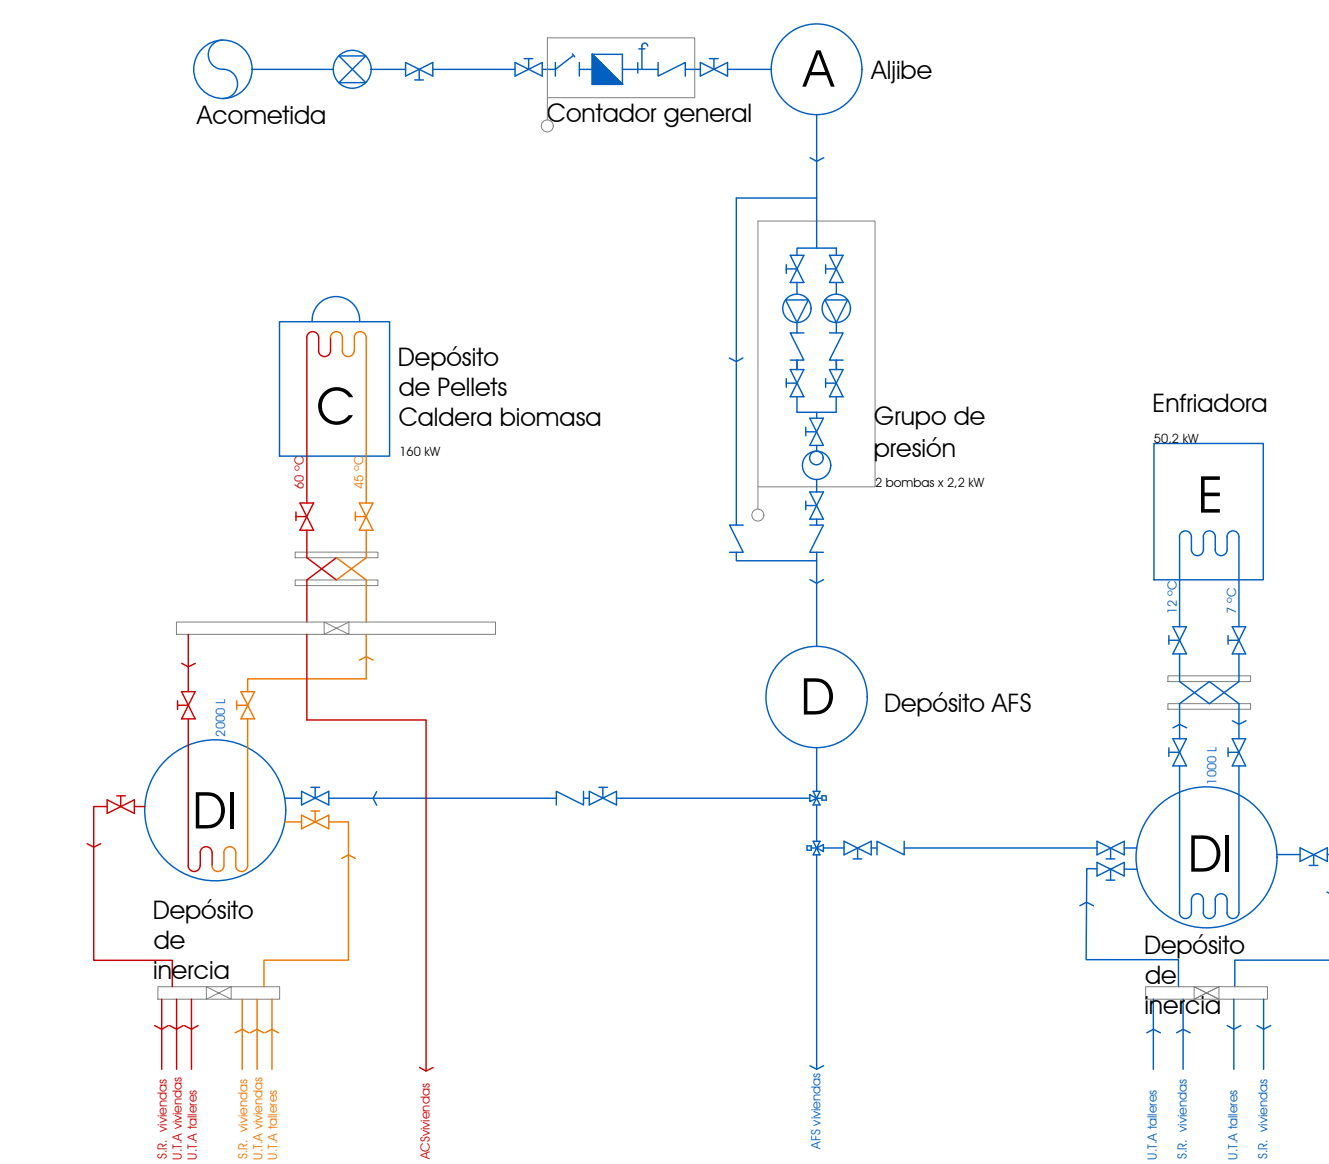 A
Aljibe
Acometida
Contador general
Depósito
de Pellets
Caldera biomasa
160 kW
C
60 ºC
45 ºC
Grupo de
presión
2 bombas x 2,2 kW
Enfriadora
50,2 kW
E
12 ºC
7 ºC
2000 L
D
Depósito AFS
1000 L
DI
DI
Depósito
de
inercia
Depósito
de
inercia
S.R. viviendas
U.T.A viviendas
U.T.A talleres
S.R. viviendas
U.T.A viviendas
U.T.A talleres
ACSviviendas
AFS viviendas
U.T.A talleres
S.R. viviendas
U.T.A talleres
S.R. viviendas